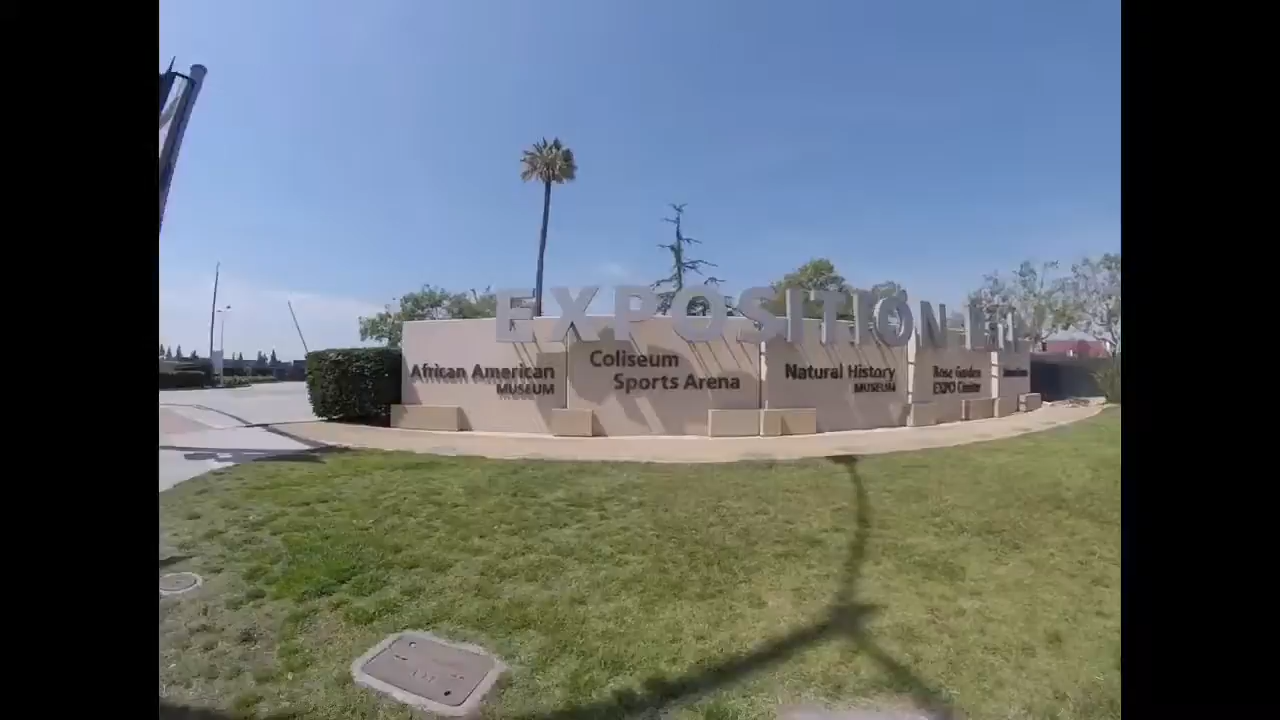 EXPOSITION
African American
MUSEUM
Coliseum
Sports Arena
Natural History
MUSEUM
Rose Garden
EXPO Center